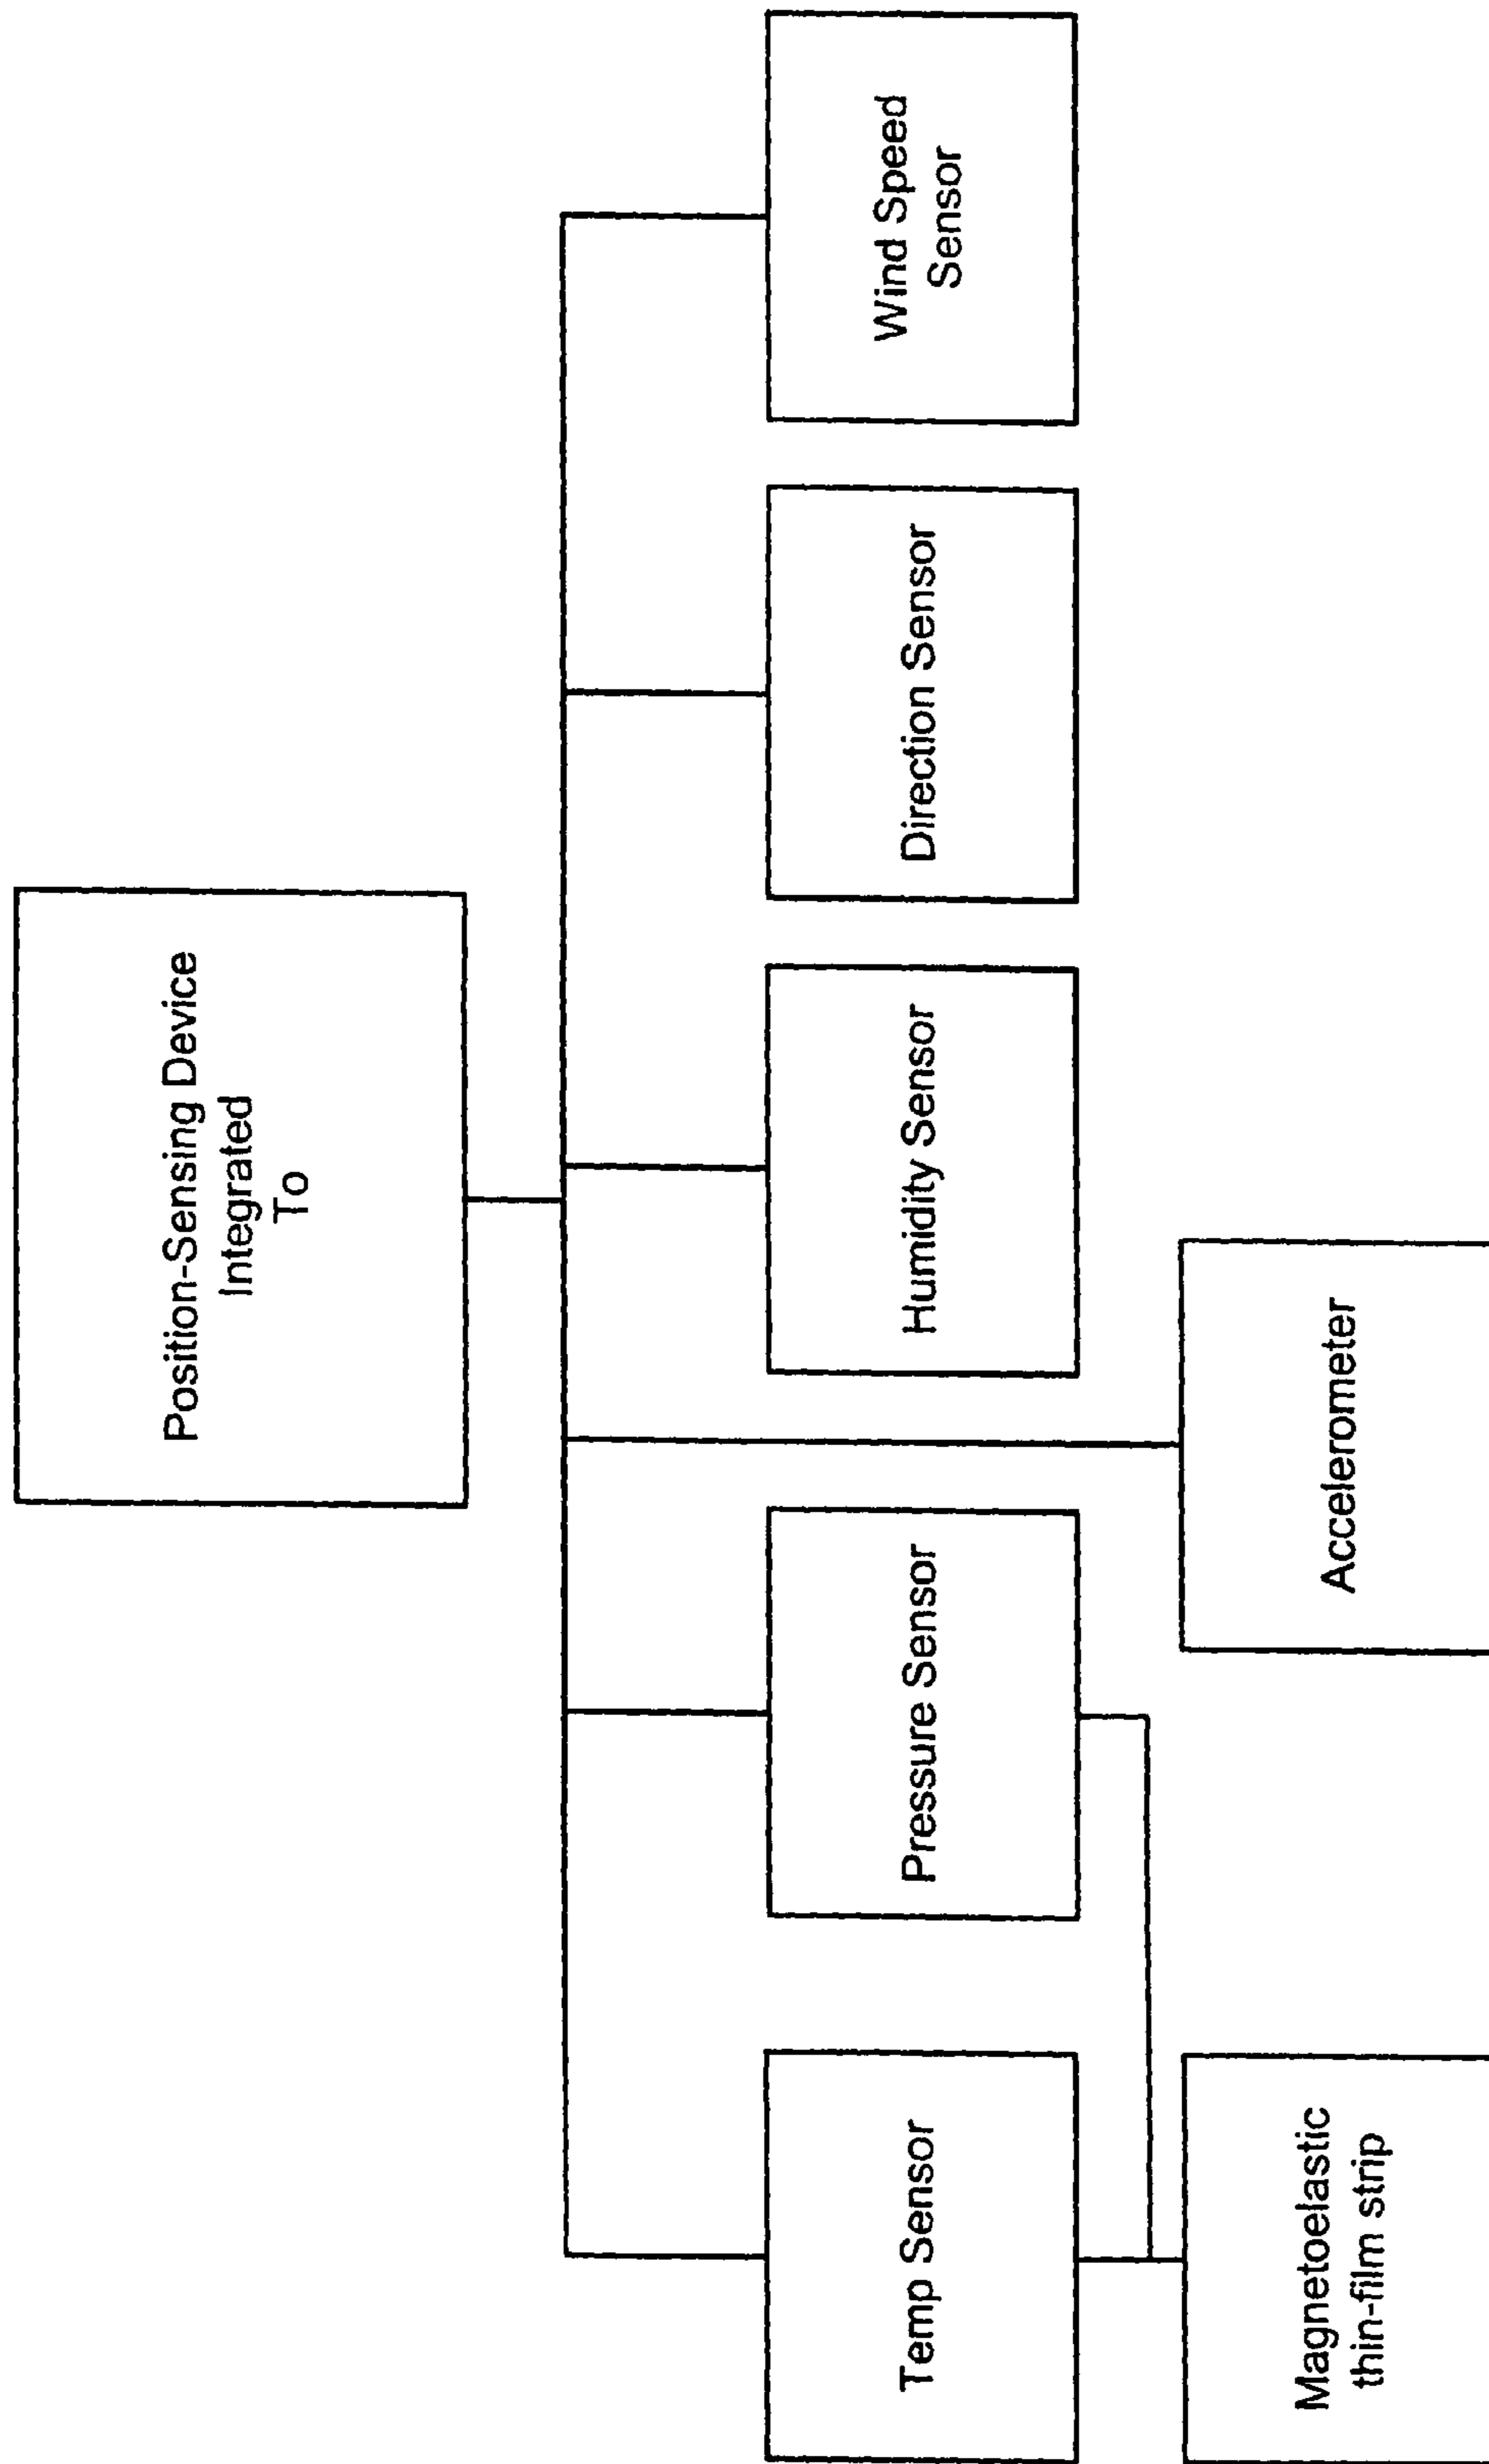 Position-Sensing Device
Integrated
To
Temp Sensor
Pressure Sensor
Humidity Sensor
Direction Sensor
Wind Speed
Sensor
Magnetoelastic
thin-film strip
Accelerometer